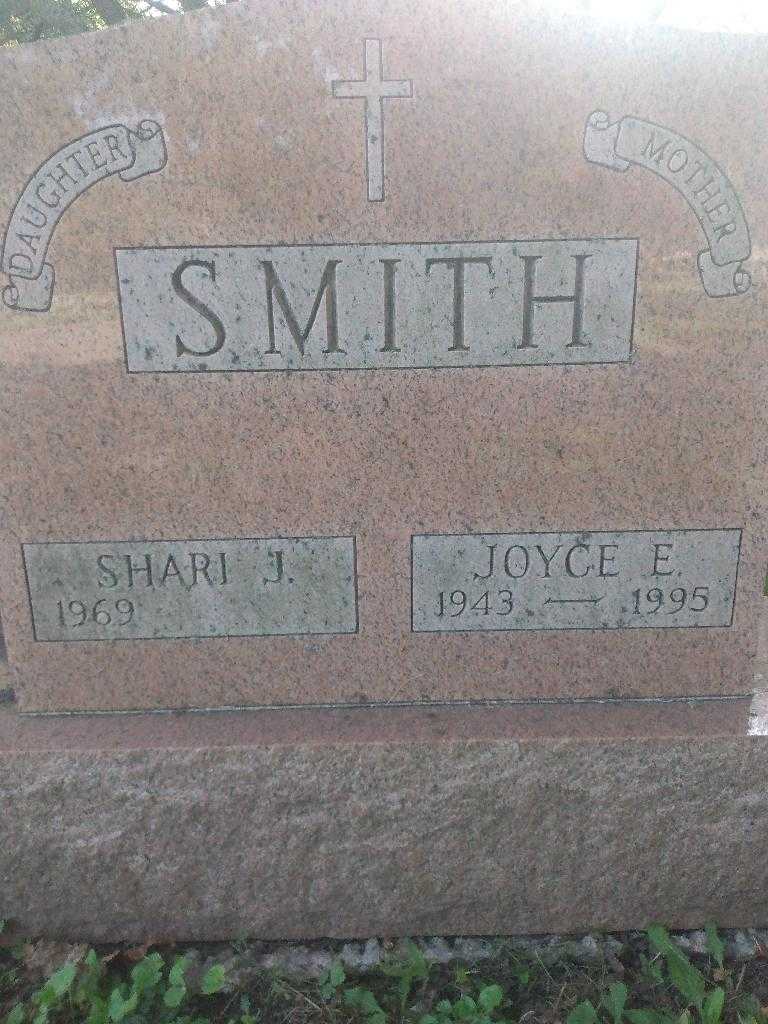 DAUGHTER
MOTHER
SMITH
SHARI J.
1969
JOYCE E.
1943 — 1995